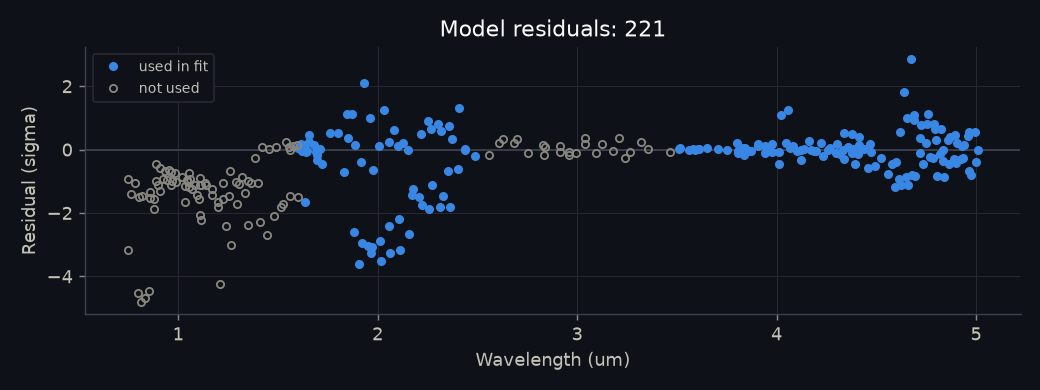 Model residuals: 221
used in fit
not used
Residual (sigma)
2
0
−2
−4
1
2
3
4
5
Wavelength (um)